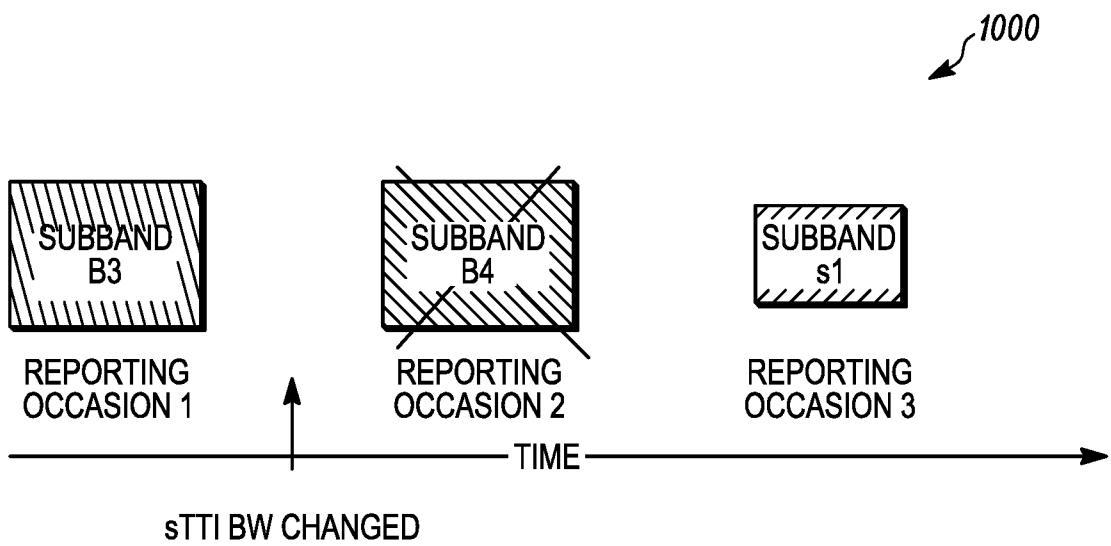 1000
SUBBAND
B3
SUBBAND
B4
SUBBAND
s1
REPORTING
OCCASION 1
REPORTING
OCCASION 2
REPORTING
OCCASION 3
TIME
sTTI BW CHANGED